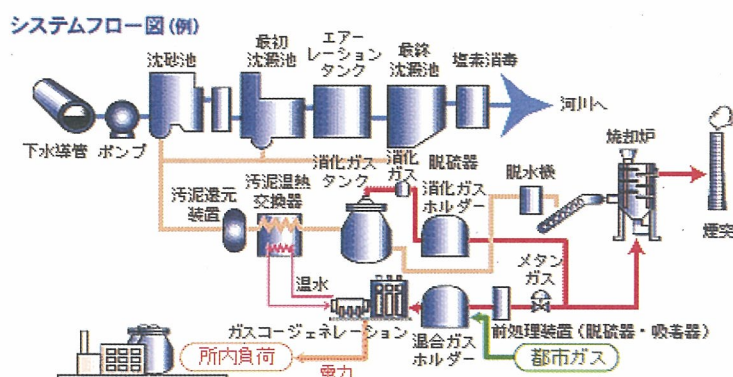 システムフロー図(例)
沈砂池
最初
沈澱池
エアー
レーション
タンク
最終
沈澱池
塩素消毒
河川へ
下水導管
ポンプ
汚泥還元
装置
汚泥温熱
交換器
消化ガス
タンク
消化
ガス
脱硫器
消化ガス
ホルダー
脱水機
焼却炉
煙突
温水
メタン
ガス
ガスコージェネレーション
混合ガス
ホルダー
前処理装置(脱硫器・吸着器)
所内負荷
電力
都市ガス